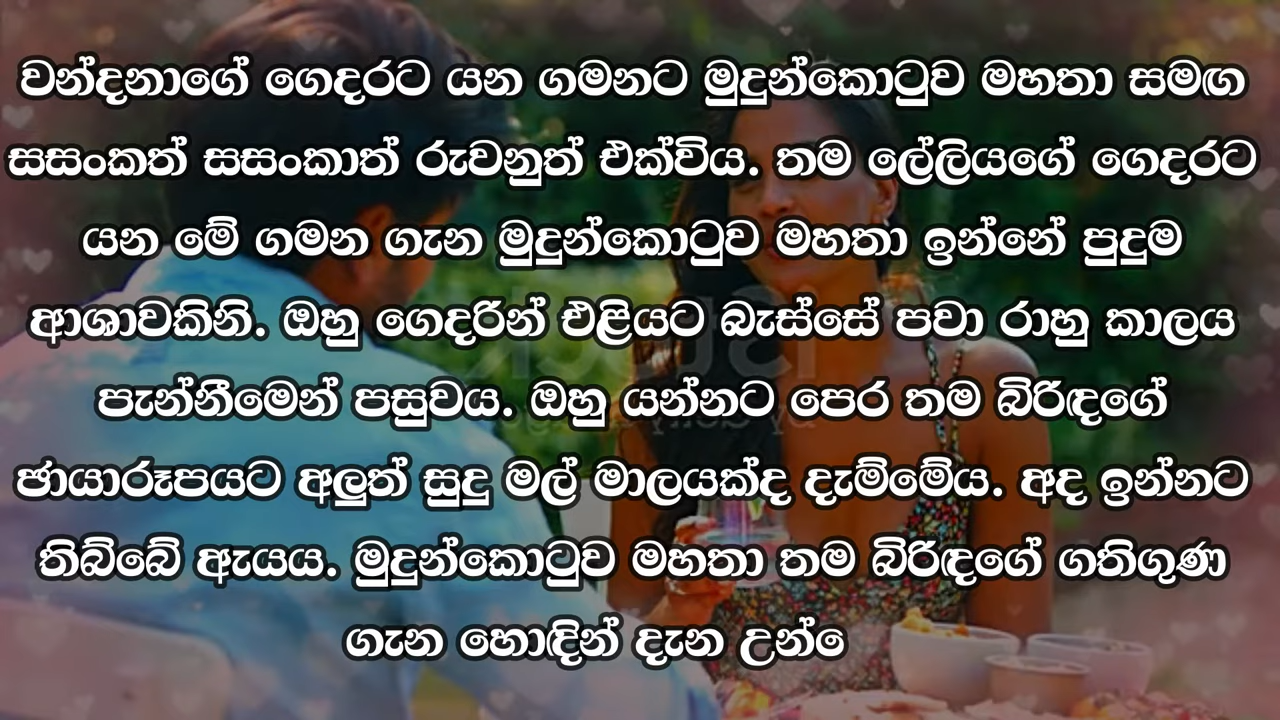 වන්දනාගේ ගෙදරට යන ගමනට මුදුන්කොටුව මහතා සමඟ
සසංකත් සසංකාත් රුවනුත් එක්විය. තම ලේලියගේ ගෙදරට
යන මේ ගමන ගැන මුදුන්කොටුව මහතා ඉන්නේ පුදුම
ආශාවකිනි. ඔහු ගෙදරින් එළියට බැස්සේ පවා රාහු කාලය
පැන්නීමෙන් පසුවය. ඔහු යන්නට පෙර තම බිරිඳගේ
ඡායාරූපයට අලුත් සුදු මල් මාලයක්ද දැම්මේය. අද ඉන්නට
තිබ්බේ ඇයය. මුදුන්කොටුව මහතා තම බිරිඳගේ ගතිගුණ
ගැන හොඳින් දැන උන්ෙ